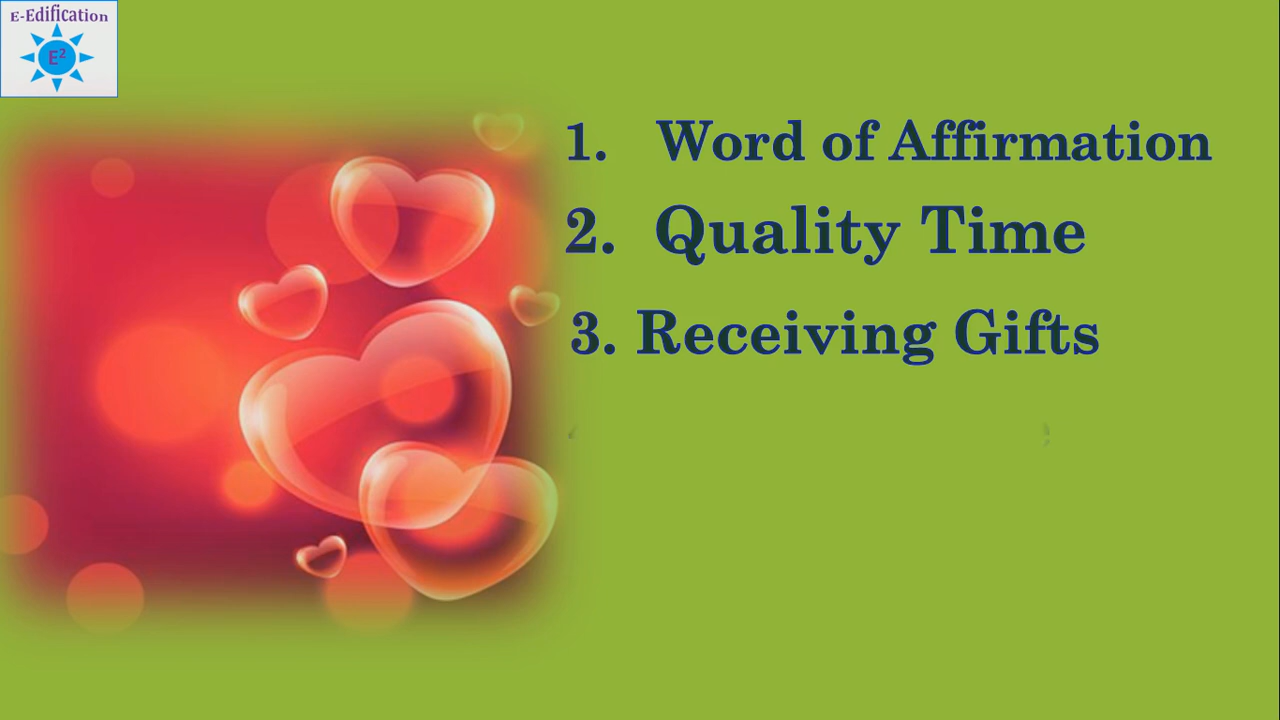 E-Edification
E²
1. Word of Affirmation
2. Quality Time
3. Receiving Gifts